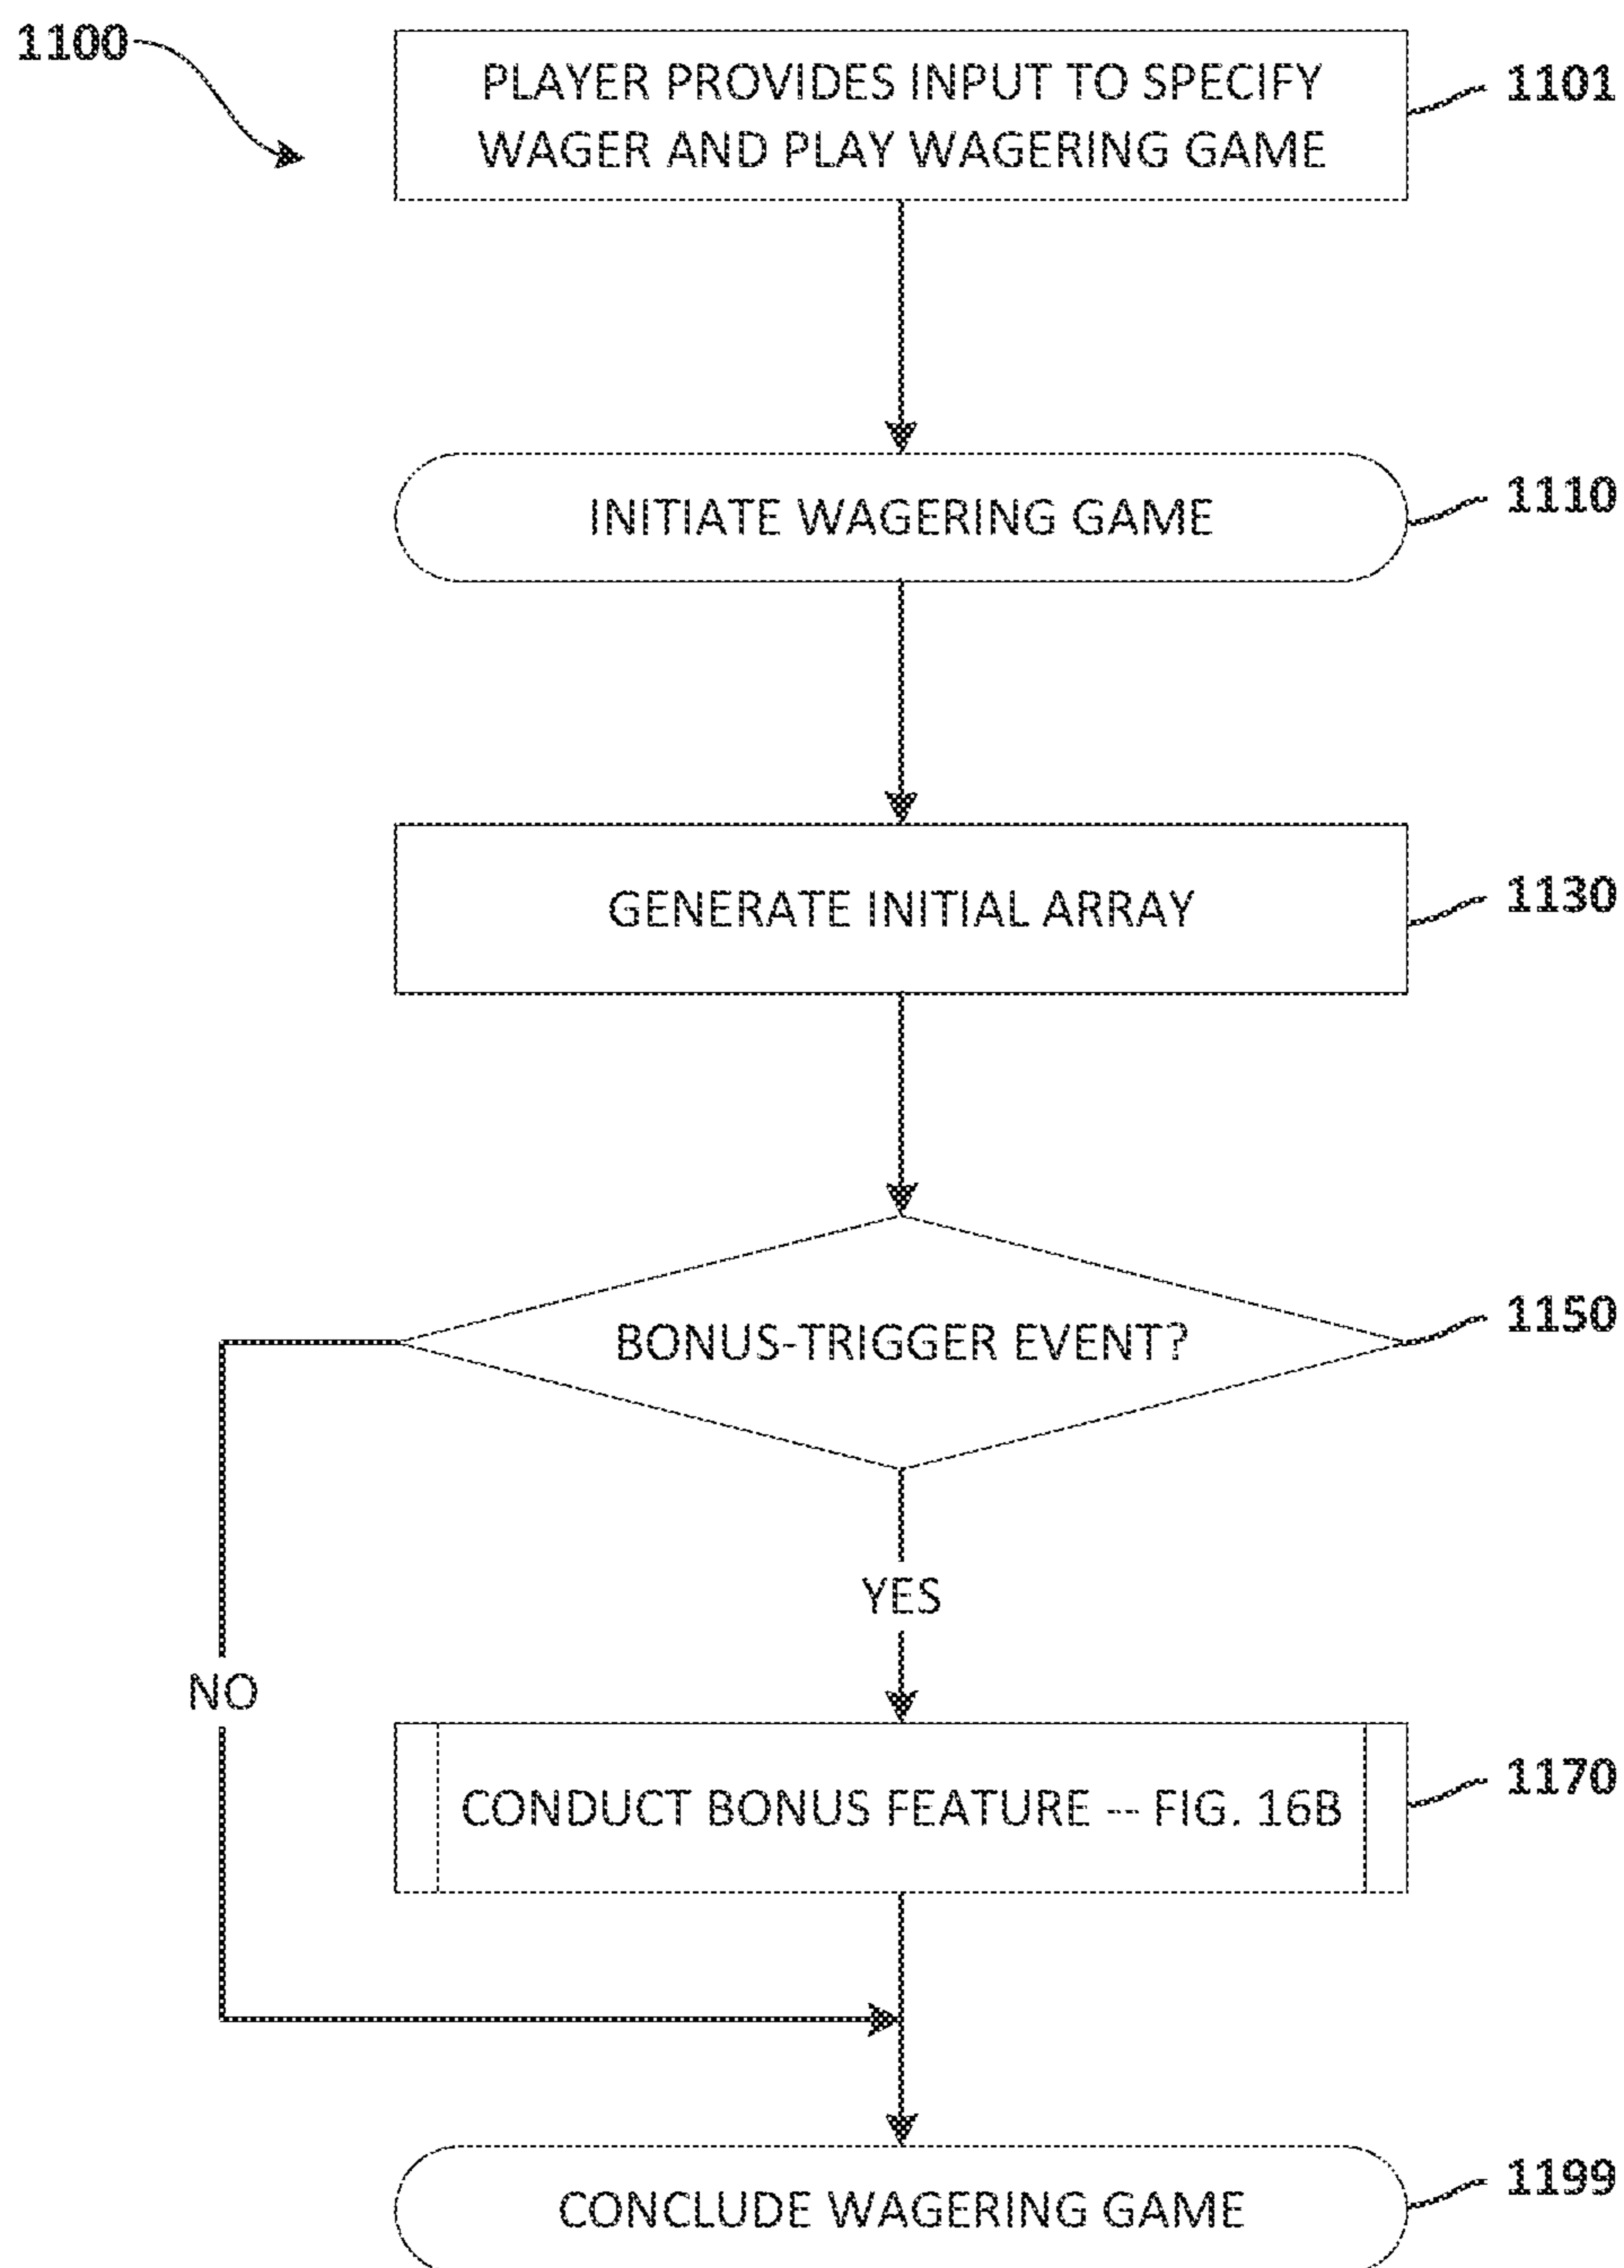 1100
PLAYER PROVIDES INPUT TO SPECIFY
WAGER AND PLAY WAGERING GAME
1101
INITIATE WAGERING GAME
1110
GENERATE INITIAL ARRAY
1130
BONUS-TRIGGER EVENT?
1150
YES
NO
CONDUCT BONUS FEATURE -- FIG. 16B
1170
CONCLUDE WAGERING GAME
1199